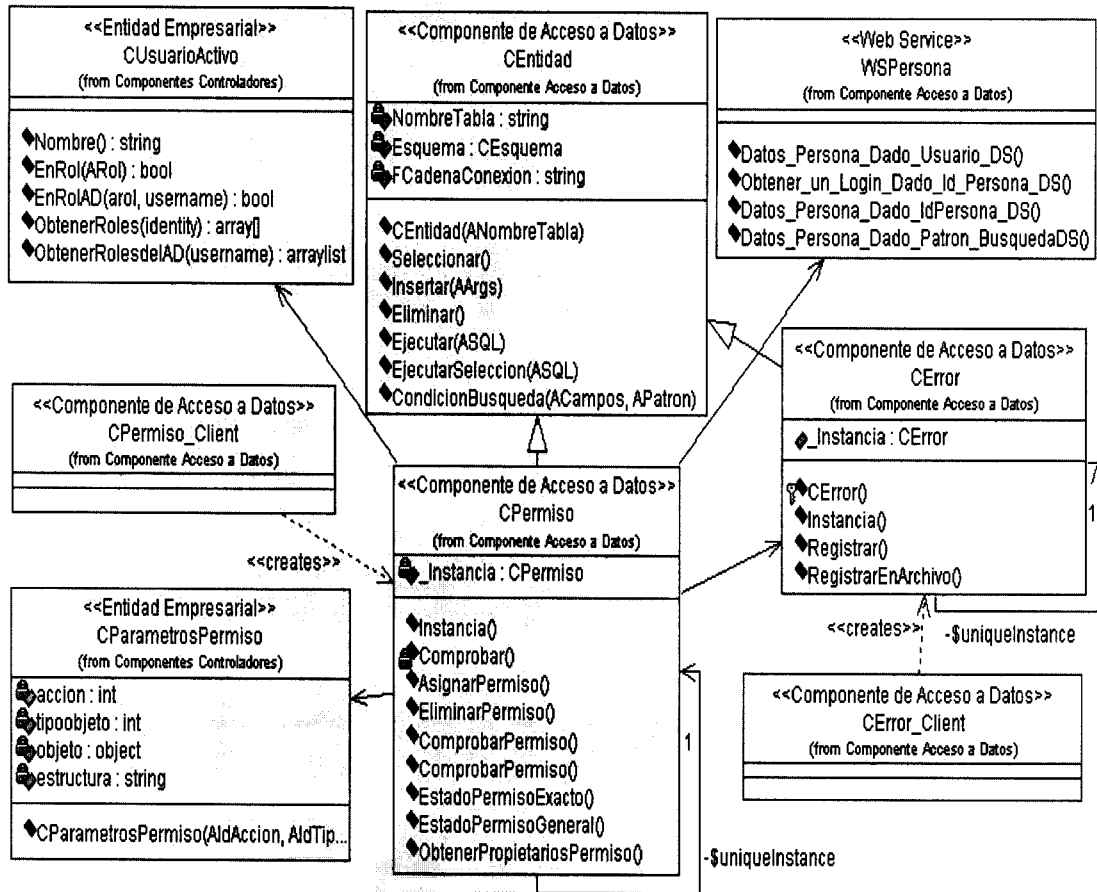 <<Entidad Empresarial>>
CUsuarioActivo
(from Componentes Controladores)
Nombre() : string
EnRol(ARol) : bool
EnRolAD(arol, username) : bool
ObtenerRoles(identity) : array[]
ObtenerRolesdelAD(username) : arraylist
<<Componente de Acceso a Datos>>
CEntidad
(from Componente Acceso a Datos)
NombreTabla : string
Esquema : CEsquema
FCadenaConexion : string
CEntidad(ANombreTabla)
Seleccionar()
Insertar(AArgs)
Eliminar()
Ejecutar(ASQL)
EjecutarSeleccion(ASQL)
CondicionBusqueda(ACampos, APatron)
<<Web Service>>
WSPersona
(from Componente Acceso a Datos)
Datos_Persona_Dado_Usuario_DS()
Obtener_un_Login_Dado_Id_Persona_DS()
Datos_Persona_Dado_IdPersona_DS()
Datos_Persona_Dado_Patron_BusquedaDS()
<<Componente de Acceso a Datos>>
CError
(from Componente Acceso a Datos)
_Instancia : CError
CError()
Instancia()
Registrar()
RegistrarEnArchivo()
1
-$uniqueInstance
<<creates>>
<<Componente de Acceso a Datos>>
CPermiso_Client
(from Componente Acceso a Datos)
<<creates>>
<<Componente de Acceso a Datos>>
CPermiso
(from Componente Acceso a Datos)
_Instancia : CPermiso
Instancia()
Comprobar()
AsignarPermiso()
EliminarPermiso()
ComprobarPermiso()
ComprobarPermiso()
EstadoPermisoExacto()
EstadoPermisoGeneral()
ObtenerPropietariosPermiso()
1
-$uniqueInstance
<<Entidad Empresarial>>
CParametrosPermiso
(from Componentes Controladores)
accion : int
tipoobjeto : int
objeto : object
estructura : string
CParametrosPermiso(AIdAccion, AIdTip...
<<Componente de Acceso a Datos>>
CError_Client
(from Componente Acceso a Datos)